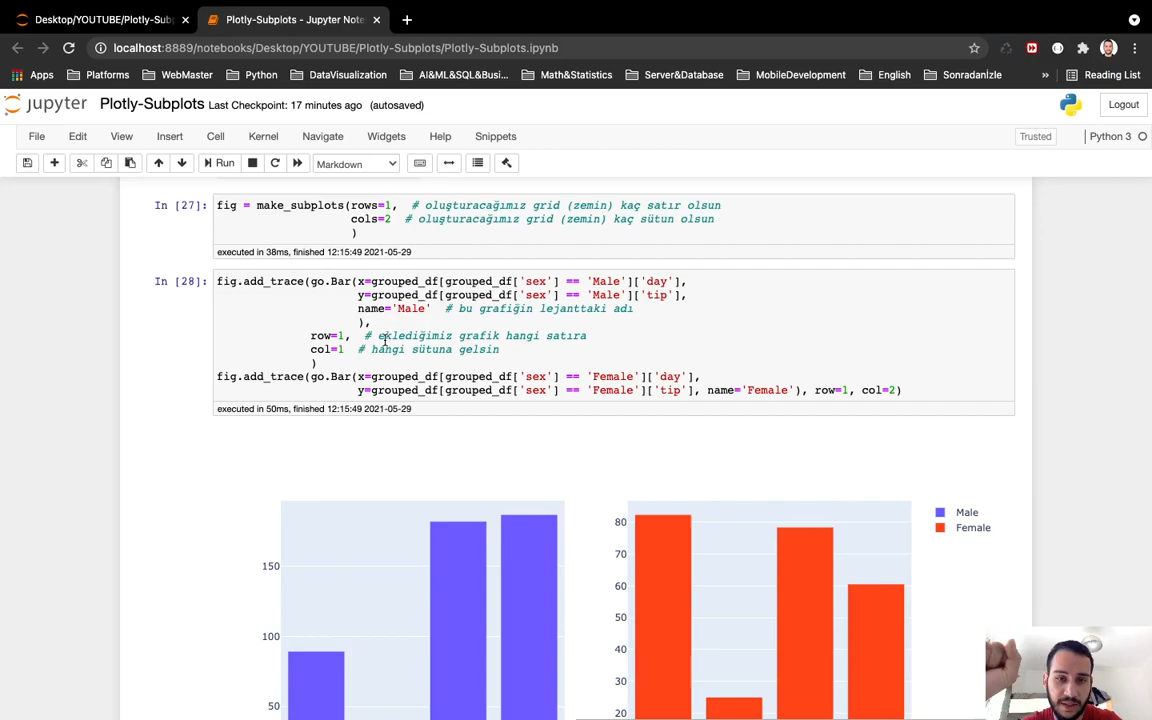 Desktop/YOUTUBE/Plotly-Sub
Plotly-Subplots - Jupyter Note
localhost:8889/notebooks/Desktop/YOUTUBE/Plotly-Subplots/Plotly-Subplots.ipynb
Apps Platforms WebMaster Python DataVisualization AI&ML&SQL&Busi... Math&Statistics Server&Database MobileDevelopment English Sonradanİzle » Reading List
jupyter Plotly-Subplots Last Checkpoint: 17 minutes ago (autosaved) Logout
File Edit View Insert Cell Kernel Navigate Widgets Help Snippets Trusted Python 3
Run Markdown
In [27]: fig = make_subplots(rows=1, # oluşturacağımız grid (zemin) kaç satır olsun
cols=2 # oluşturacağımız grid (zemin) kaç sütun olsun
)
executed in 38ms, finished 12:15:49 2021-05-29
In [28]: fig.add_trace(go.Bar(x=grouped_df[grouped_df['sex'] == 'Male']['day'],
y=grouped_df[grouped_df['sex'] == 'Male']['tip'],
name='Male' # bu grafiğin lejanttaki adı
),
row=1, # eklediğimiz grafik hangi satıra
col=1 # hangi sütuna gelsin
)
fig.add_trace(go.Bar(x=grouped_df[grouped_df['sex'] == 'Female']['day'],
y=grouped_df[grouped_df['sex'] == 'Female']['tip'], name='Female'), row=1, col=2)
executed in 50ms, finished 12:15:49 2021-05-29
150
100
50
80
70
60
50
40
30
20
Male
Female